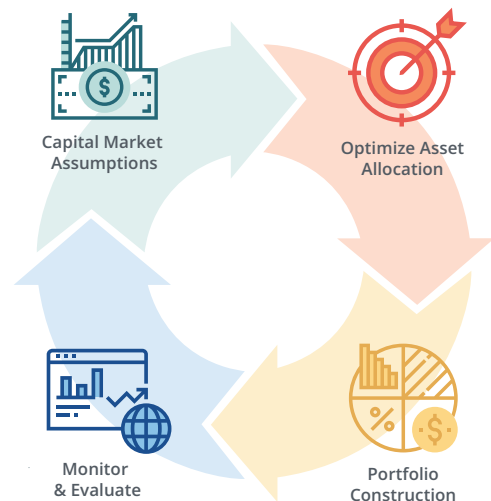 Capital Market
Assumptions
Optimize Asset
Allocation
Monitor
& Evaluate
Portfolio
Construction
$
%
$